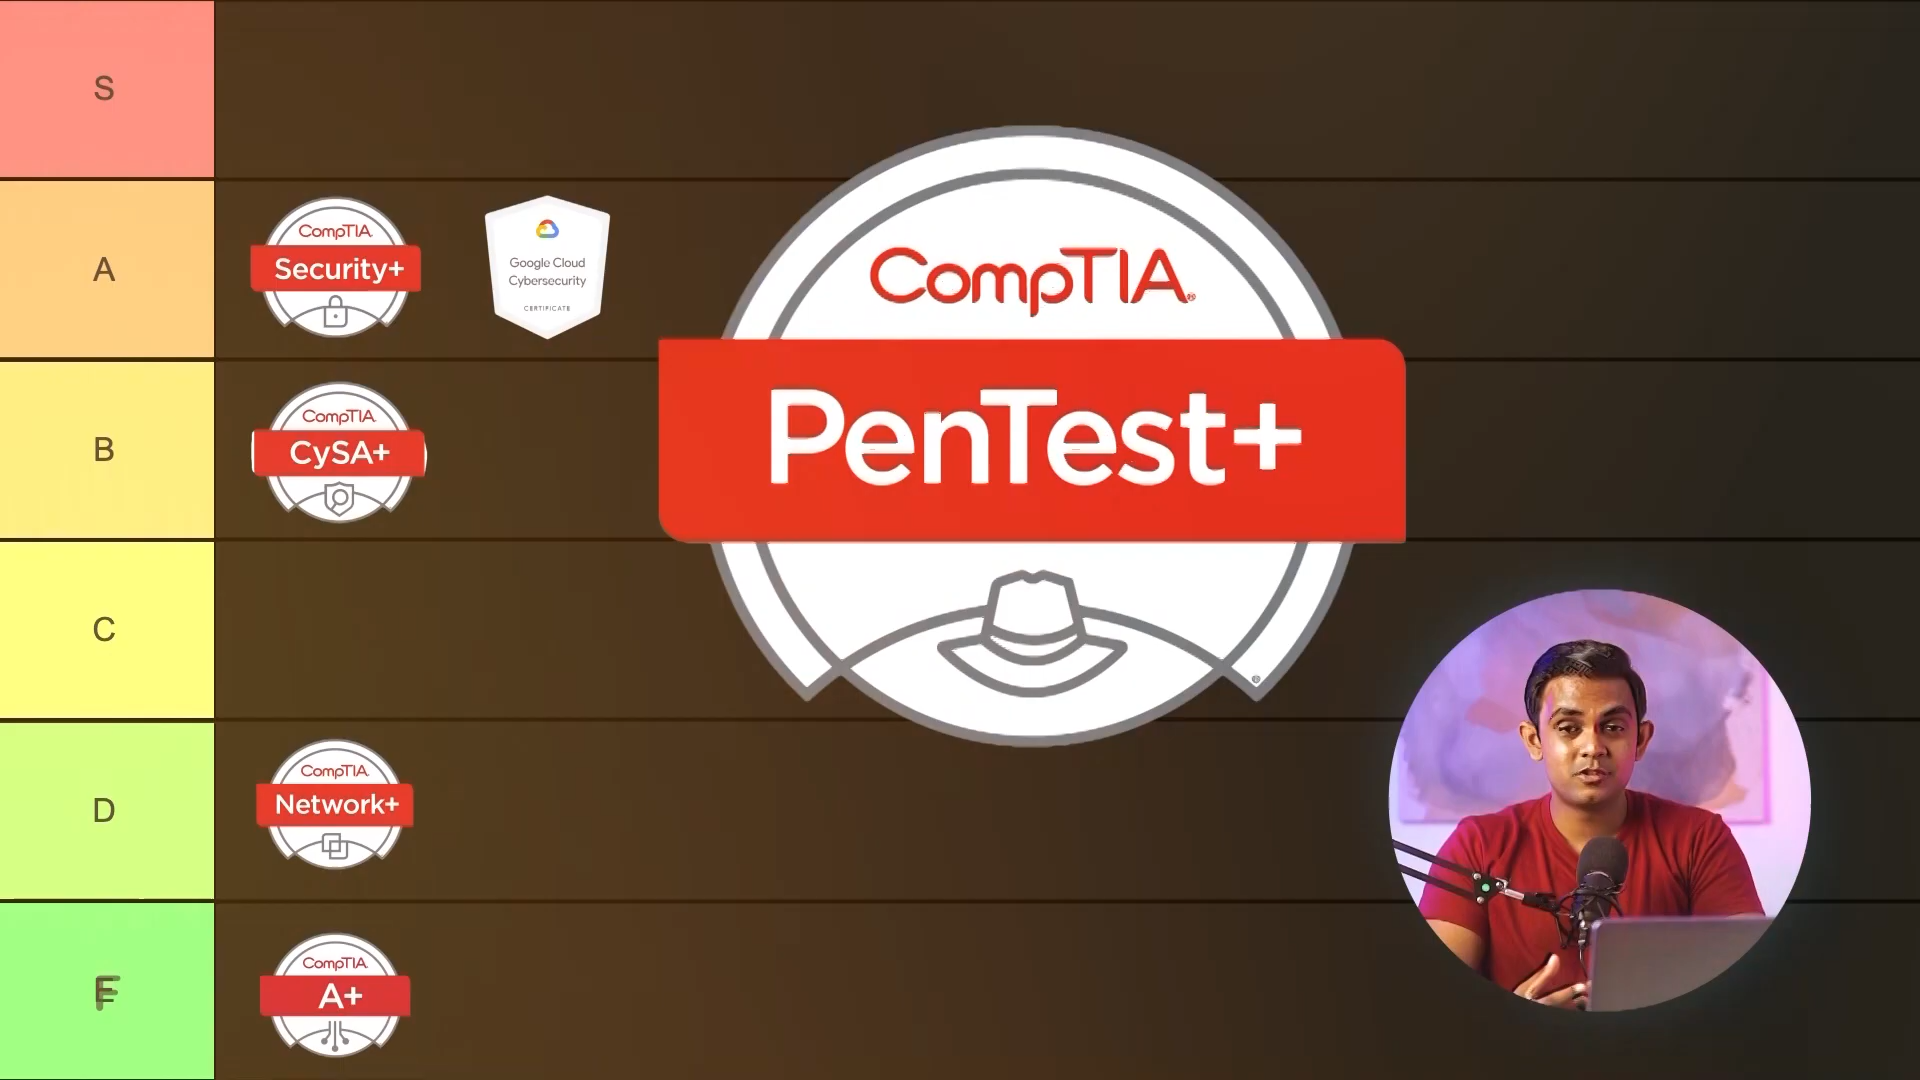 S
A
CompTIA
Security+
Google Cloud
Cybersecurity
CERTIFICATE
B
CompTIA
CySA+
CompTIA®
PenTest+
®
C
D
CompTIA
Network+
CompTIA
A+